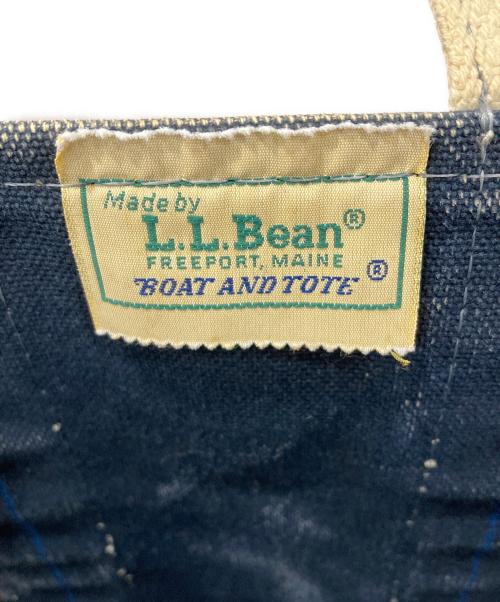 Made by
L.L.Bean®
FREEPORT, MAINE
"BOAT AND TOTE" ®